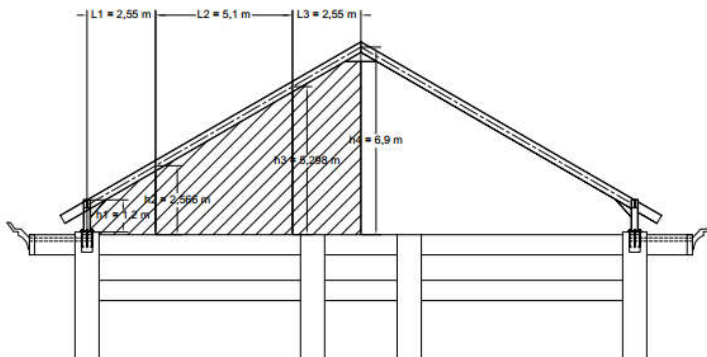 L1 = 2,55 m
L2 = 5,1 m
L3 = 2,55 m
h4 = 6,9 m
h3 = 5,298 m
h2 = 2,566 m
h1 = 1,2 m